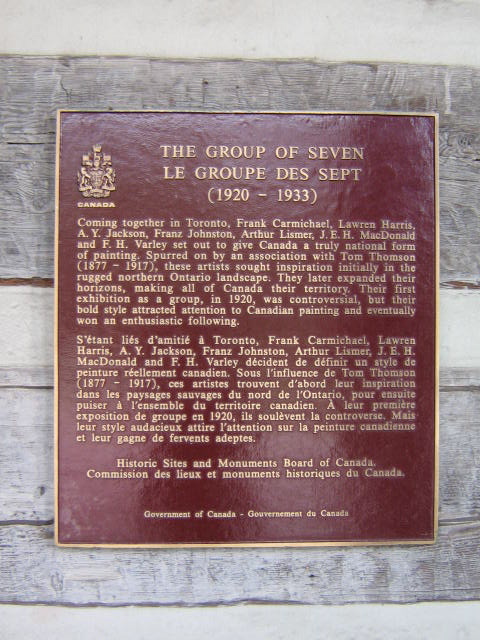 CANADA
THE GROUP OF SEVEN
LE GROUPE DES SEPT
(1920 - 1933)
Coming together in Toronto, Frank Carmichael, Lawren Harris,
A. Y. Jackson, Franz Johnston, Arthur Lismer, J. E. H. MacDonald
and F. H. Varley set out to give Canada a truly national form
of painting. Spurred on by an association with Tom Thomson
(1877 - 1917), these artists sought inspiration initially in the
rugged northern Ontario landscape. They later expanded their
horizons, making all of Canada their territory. Their first
exhibition as a group, in 1920, was controversial, but their
bold style attracted attention to Canadian painting and eventually
won an enthusiastic following.
S'étant liés d'amitié à Toronto, Frank Carmichael, Lawren
Harris, A. Y. Jackson, Franz Johnston, Arthur Lismer, J. E. H.
MacDonald and F. H. Varley décident de définir un style de
peinture réellement canadien. Sous l'influence de Tom Thomson
(1877 - 1917), ces artistes trouvent d'abord leur inspiration
dans les paysages sauvages du nord de l'Ontario, pour ensuite
puiser à l'ensemble du territoire canadien. À leur première
exposition de groupe en 1920, ils soulèvent la controverse. Mais
leur style audacieux attire l'attention sur la peinture canadienne
et leur gagne de fervents adeptes.
Historic Sites and Monuments Board of Canada.
Commission des lieux et monuments historiques du Canada.
Government of Canada - Gouvernement du Canada